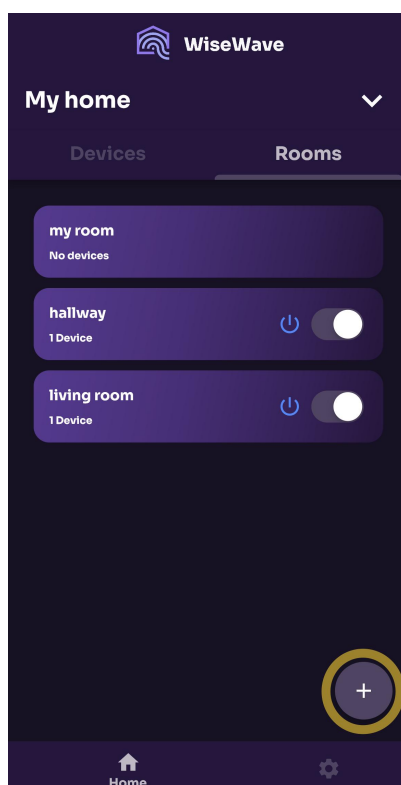 WiseWave
My home
Devices
Rooms
my room
No devices
hallway
1 Device
living room
1 Device
+
Home